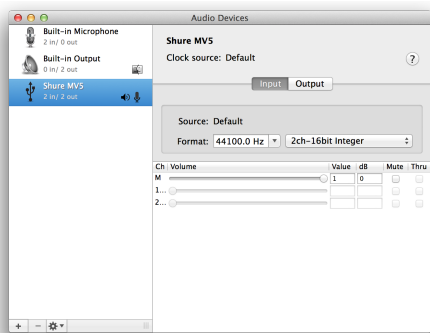 Audio Devices
Built-in Microphone
2 in/ 0 out
Built-in Output
0 in/ 2 out
Shure MV5
2 in/ 2 out
Shure MV5
Clock source: Default
?
Input Output
Source: Default
Format: 44100.0 Hz 2ch-16bit Integer
Ch Volume Value dB Mute Thru
M 1 0
1...
2...
+ −